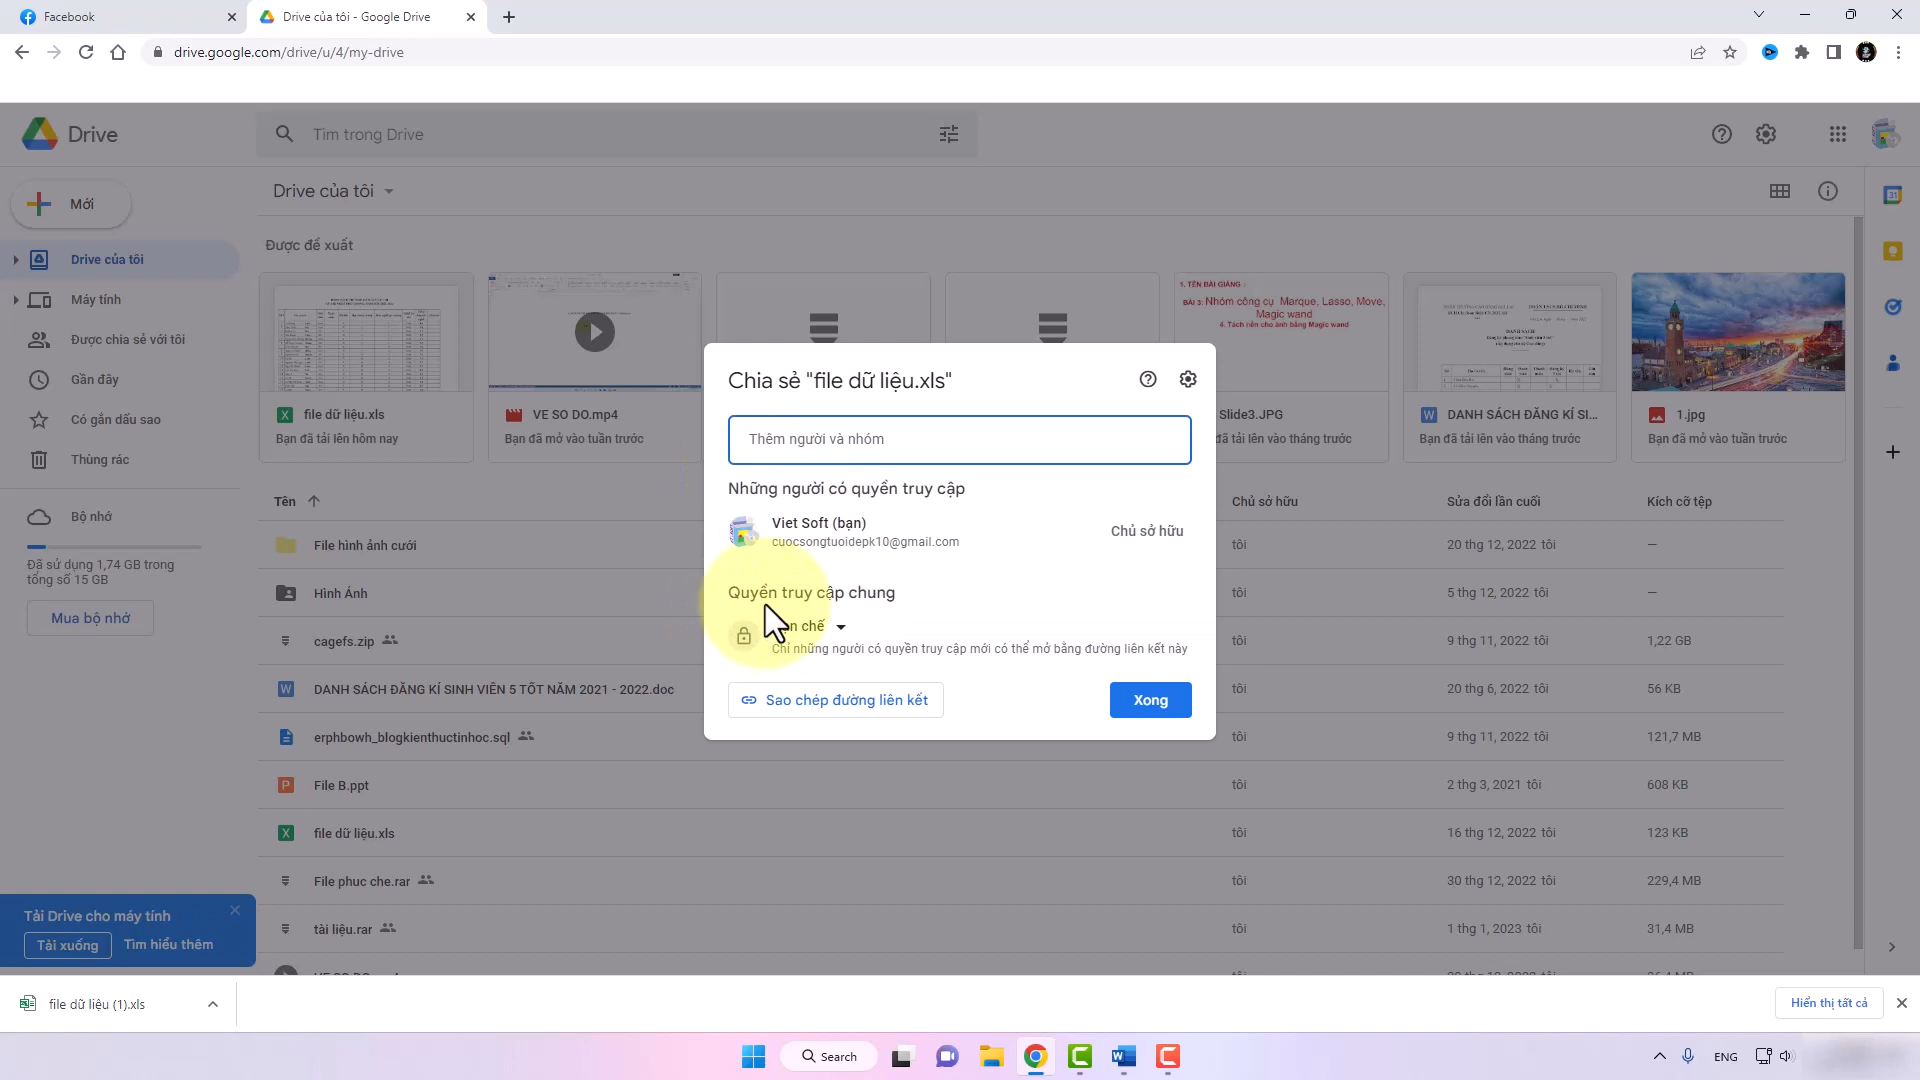 Facebook
Drive của tôi - Google Drive
drive.google.com/drive/u/4/my-drive
Drive
Tìm trong Drive
Mới
Drive của tôi
Drive của tôi
Máy tính
Được chia sẻ với tôi
Gần đây
Có gắn dấu sao
Thùng rác
Bộ nhớ
Đã sử dụng 1,74 GB trong
tổng số 15 GB
Mua bộ nhớ
Được đề xuất
1. TÊN BÀI GIẢNG :
BÀI 3: Nhóm công cụ Marque, Lasso, Move,
Magic wand
4. Tách nền cho ảnh bằng Magic wand
DANH SÁCH
file dữ liệu.xls
Bạn đã tải lên hôm nay
VE SO DO.mp4
Bạn đã mở vào tuần trước
Slide3.JPG
đã tải lên vào tháng trước
DANH SÁCH ĐĂNG KÍ SI...
Bạn đã tải lên vào tháng trước
1.jpg
Bạn đã mở vào tuần trước
Chia sẻ "file dữ liệu.xls"
Thêm người và nhóm
Những người có quyền truy cập
Viet Soft (bạn)
cuocsongtuoidepk10@gmail.com
Chủ sở hữu
Quyền truy cập chung
n chế
Chỉ những người có quyền truy cập mới có thể mở bằng đường liên kết này
Sao chép đường liên kết
Xong
Tên
Chủ sở hữu
Sửa đổi lần cuối
Kích cỡ tệp
File hình ảnh cưới
tôi
20 thg 12, 2022 tôi
—
Hình Ảnh
tôi
5 thg 12, 2022 tôi
—
cagefs.zip
tôi
9 thg 11, 2022 tôi
1,22 GB
DANH SÁCH ĐĂNG KÍ SINH VIÊN 5 TỐT NĂM 2021 - 2022.doc
tôi
20 thg 6, 2022 tôi
56 KB
erphbowh_blogkienthuctinhoc.sql
tôi
9 thg 11, 2022 tôi
121,7 MB
File B.ppt
tôi
2 thg 3, 2021 tôi
608 KB
file dữ liệu.xls
tôi
16 thg 12, 2022 tôi
123 KB
File phuc che.rar
tôi
30 thg 12, 2022 tôi
229,4 MB
tài liệu.rar
tôi
1 thg 1, 2023 tôi
31,4 MB
Tải Drive cho máy tính
Tải xuống
Tìm hiểu thêm
file dữ liệu (1).xls
Hiển thị tất cả
Search
ENG